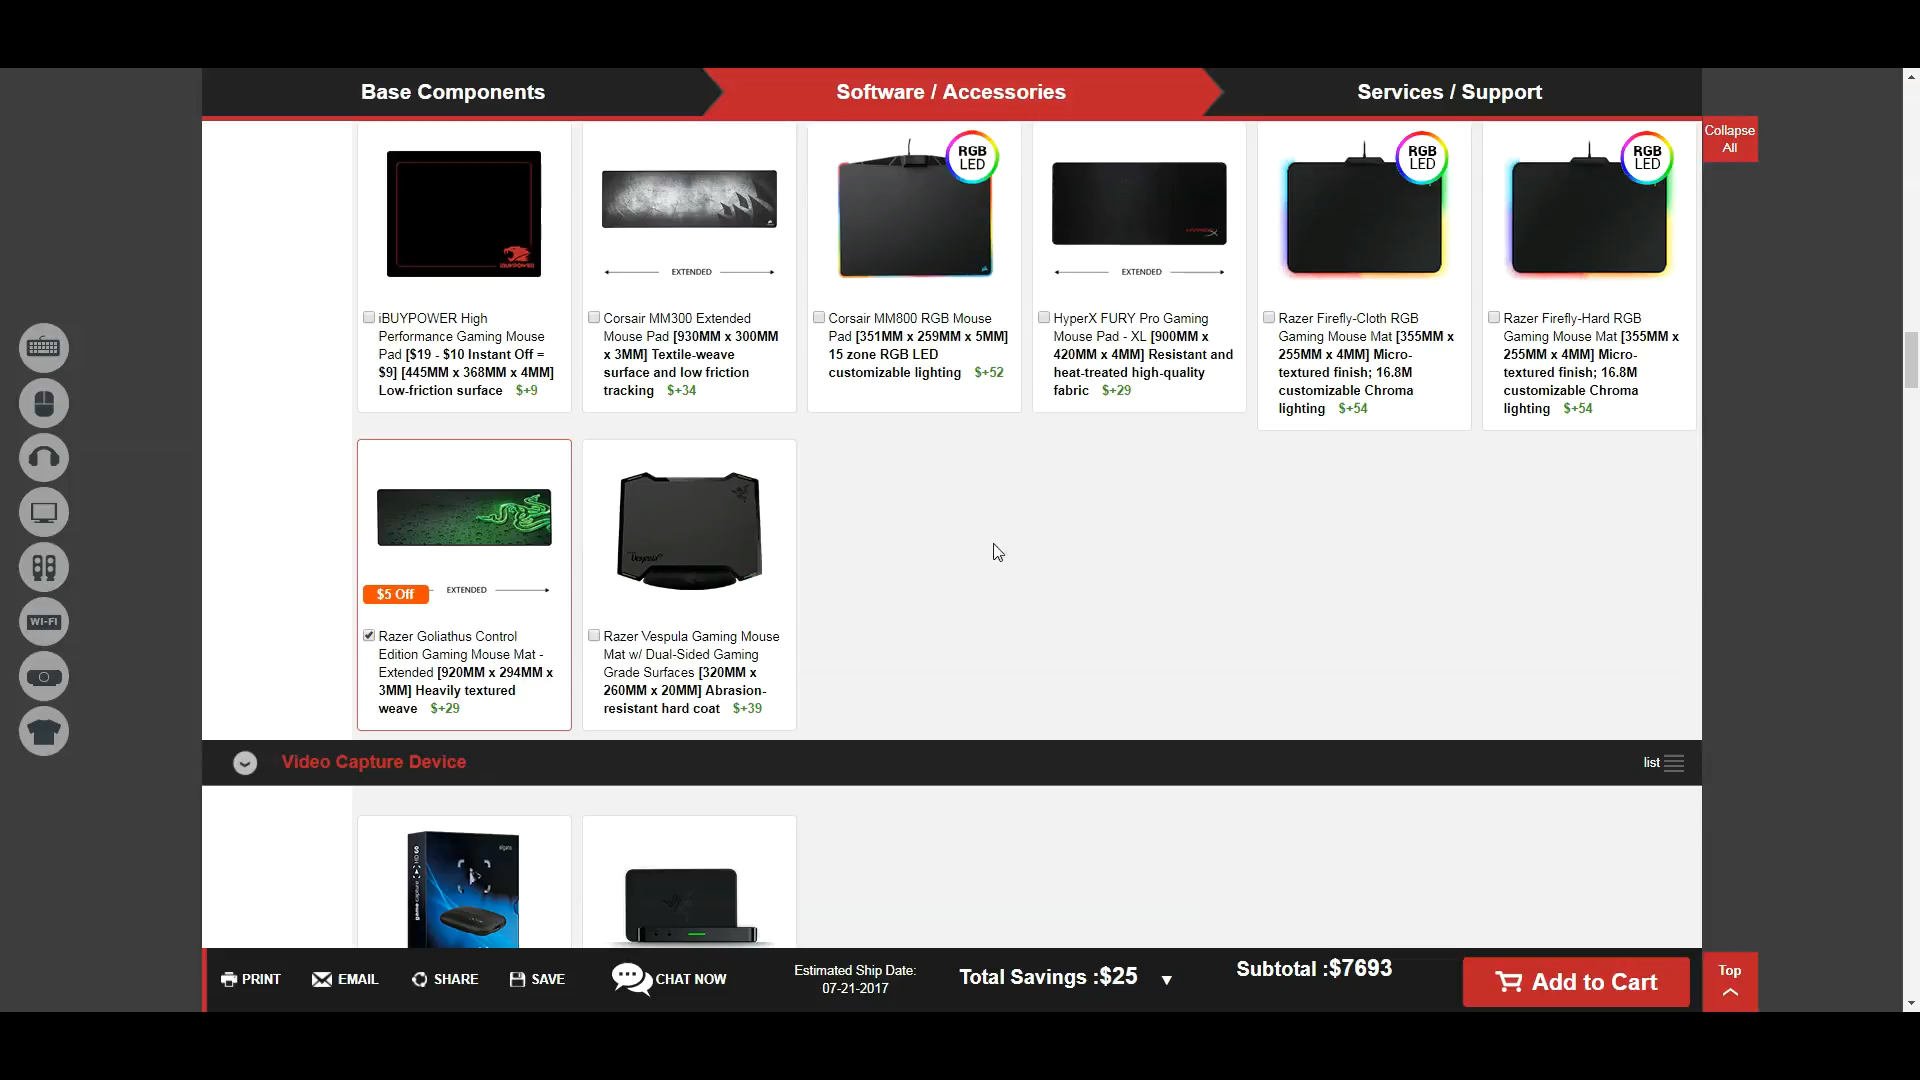 Base Components
Software / Accessories
Services / Support
Collapse
All
RGB
LED
RGB
LED
RGB
LED
iBUYPOWER
HYPERX
EXTENDED
EXTENDED
iBUYPOWER High
Performance Gaming Mouse
Pad [$19 - $10 Instant Off =
$9] [445MM x 368MM x 4MM]
Low-friction surface $+9
Corsair MM300 Extended
Mouse Pad [930MM x 300MM
x 3MM] Textile-weave
surface and low friction
tracking $+34
Corsair MM800 RGB Mouse
Pad [351MM x 259MM x 5MM]
15 zone RGB LED
customizable lighting $+52
HyperX FURY Pro Gaming
Mouse Pad - XL [900MM x
420MM x 4MM] Resistant and
heat-treated high-quality
fabric $+29
Razer Firefly-Cloth RGB
Gaming Mouse Mat [355MM x
255MM x 4MM] Micro-
textured finish; 16.8M
customizable Chroma
lighting $+54
Razer Firefly-Hard RGB
Gaming Mouse Mat [355MM x
255MM x 4MM] Micro-
textured finish; 16.8M
customizable Chroma
lighting $+54
Vespula
$5 Off
EXTENDED
Razer Goliathus Control
Edition Gaming Mouse Mat -
Extended [920MM x 294MM x
3MM] Heavily textured
weave $+29
Razer Vespula Gaming Mouse
Mat w/ Dual-Sided Gaming
Grade Surfaces [320MM x
260MM x 20MM] Abrasion-
resistant hard coat $+39
WI-FI
Video Capture Device
list
elgato
game capture HD60
PRINT
EMAIL
SHARE
SAVE
CHAT NOW
Estimated Ship Date:
07-21-2017
Total Savings :$25
Subtotal :$7693
Add to Cart
Top